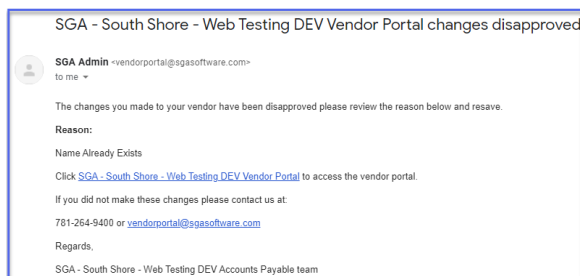 SGA - South Shore - Web Testing DEV Vendor Portal changes disapproved
SGA Admin <vendorportal@sgasoftware.com>
to me
The changes you made to your vendor have been disapproved please review the reason below and resave.
Reason:
Name Already Exists
Click SGA - South Shore - Web Testing DEV Vendor Portal to access the vendor portal.
If you did not make these changes please contact us at:
781-264-9400 or vendorportal@sgasoftware.com
Regards,
SGA - South Shore - Web Testing DEV Accounts Payable team